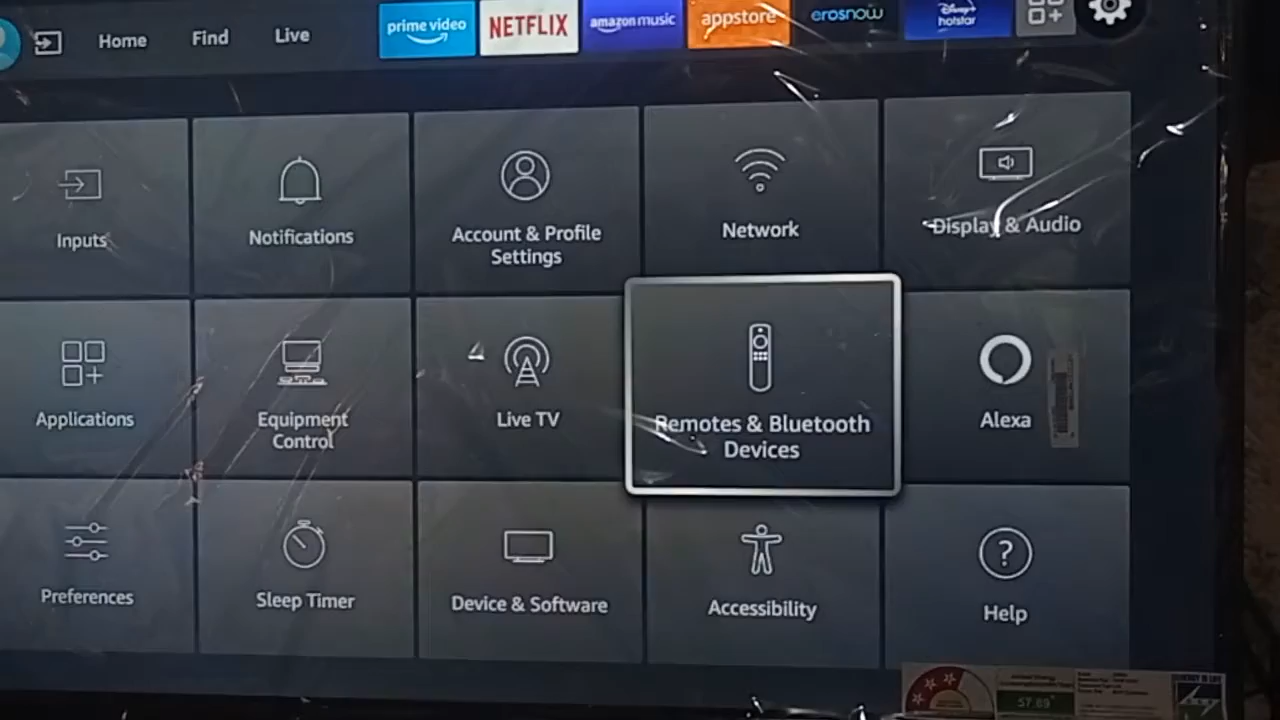 Home
Find
Live
prime video
NETFLIX
amazon music
appstore
erosnow
Disney+
hotstar
Inputs
Notifications
Account & Profile
Settings
Network
Display & Audio
Applications
Equipment
Control
Live TV
Remotes & Bluetooth
Devices
Alexa
Preferences
Sleep Timer
Device & Software
Accessibility
?
Help